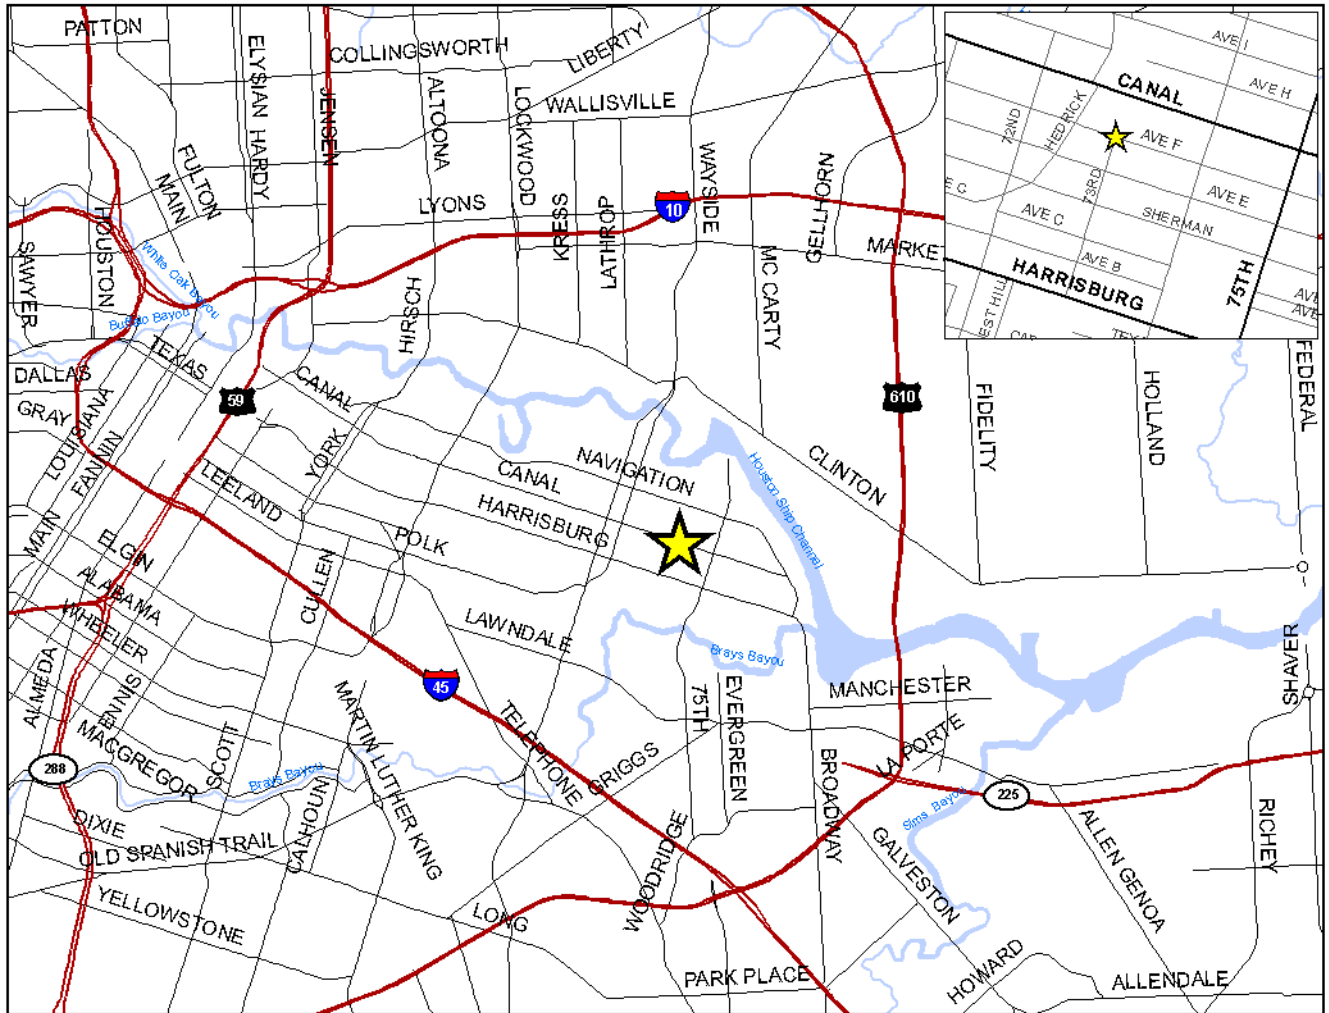 PATTON
ELYSIAN
HARDY
JENSEN
COLLINGSWORTH
LIBERTY
ALTOONA
LOCKWOOD
WALLISVILLE
FULTON
MAIN
HOUSTON
SAWYER
LYONS
KRESS
LATHROP
10
WAYSIDE
GELLHORN
MC CARTY
MARKE
White Oak Bayou
Buffalo Bayou
HIRSCH
TEXAS
DALLAS
GRAY
LOUISIANA
FANNIN
MAIN
59
CANAL
YORK
LEELAND
NAVIGATION
CANAL
HARRISBURG
POLK
610
CLINTON
Houston Ship Channel
FIDELITY
HOLLAND
FEDERAL
ELGIN
ALABAMA
WHEELER
CULLEN
LAWNDALE
Brays Bayou
ALMEDA
ENNIS
MACGREGOR
SCOTT
MARTIN LUTHER KING
45
TELEPHONE
GRIGGS
75TH
EVERGREEN
MANCHESTER
BROADWAY
LA PORTE
SHAVER
288
Brays Bayou
DIXIE
OLD SPANISH TRAIL
CALHOUN
YELLOWSTONE
LONG
WOODRIDGE
PARK PLACE
225
Sims Bayou
GALVESTON
ALLEN GENOA
RICHEY
HOWARD
ALLENDALE
AVE I
CANAL
AVE H
72ND
HEDRICK
AVE F
73RD
AVE E
AVE C
SHERMAN
AVE B
HARRISBURG
75TH